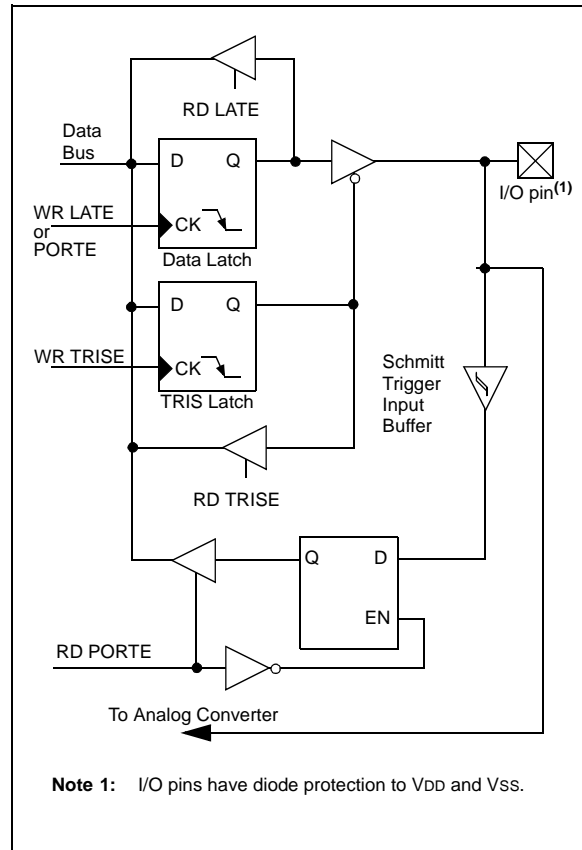 RD LATE
Data
Bus
D Q
I/O pin(1)
WR LATE
or
PORTE
CK
Data Latch
D Q
WR TRISE
CK
TRIS Latch
Schmitt
Trigger
Input
Buffer
RD TRISE
Q D
EN
RD PORTE
To Analog Converter
Note 1: I/O pins have diode protection to VDD and VSS.